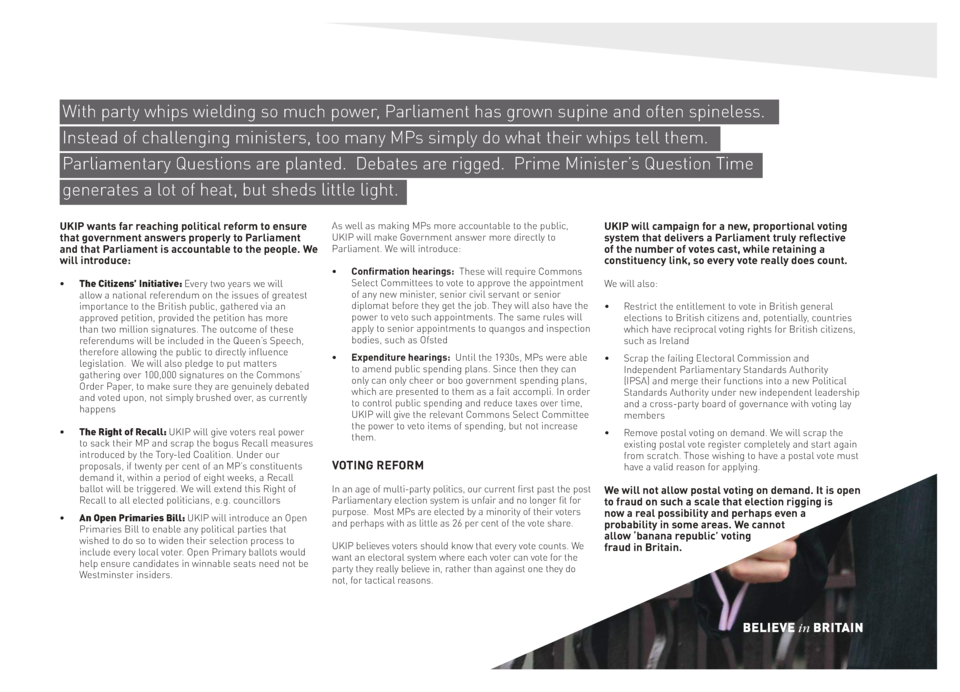 With party whips wielding so much power, Parliament has grown supine and often spineless.
Instead of challenging ministers, too many MPs simply do what their whips tell them.
Parliamentary Questions are planted.  Debates are rigged.  Prime Minister's Question Time
generates a lot of heat, but sheds little light.
UKIP wants far reaching political reform to ensure
that government answers properly to Parliament
and that Parliament is accountable to the people. We
will introduce:
• The Citizens' Initiative: Every two years we will
allow a national referendum on the issues of greatest
importance to the British public, gathered via an
approved petition, provided the petition has more
than two million signatures. The outcome of these
referendums will be included in the Queen's Speech,
therefore allowing the public to directly influence
legislation.  We will also pledge to put matters
gathering over 100,000 signatures on the Commons'
Order Paper, to make sure they are genuinely debated
and voted upon, not simply brushed over, as currently
happens
• The Right of Recall: UKIP will give voters real power
to sack their MP and scrap the bogus Recall measures
introduced by the Tory-led Coalition. Under our
proposals, if twenty per cent of an MP's constituents
demand it, within a period of eight weeks, a Recall
ballot will be triggered. We will extend this Right of
Recall to all elected politicians, e.g. councillors
• An Open Primaries Bill: UKIP will introduce an Open
Primaries Bill to enable any political parties that
wished to do so to widen their selection process to
include every local voter. Open Primary ballots would
help ensure candidates in winnable seats need not be
Westminster insiders.
As well as making MPs more accountable to the public,
UKIP will make Government answer more directly to
Parliament. We will introduce:
• Confirmation hearings:  These will require Commons
Select Committees to vote to approve the appointment
of any new minister, senior civil servant or senior
diplomat before they get the job. They will also have the
power to veto such appointments. The same rules will
apply to senior appointments to quangos and inspection
bodies, such as Ofsted
• Expenditure hearings:  Until the 1930s, MPs were able
to amend public spending plans. Since then they can
only can only cheer or boo government spending plans,
which are presented to them as a fait accompli. In order
to control public spending and reduce taxes over time,
UKIP will give the relevant Commons Select Committee
the power to veto items of spending, but not increase
them.
VOTING REFORM
In an age of multi-party politics, our current first past the post
Parliamentary election system is unfair and no longer fit for
purpose.  Most MPs are elected by a minority of their voters
and perhaps with as little as 26 per cent of the vote share.
UKIP believes voters should know that every vote counts. We
want an electoral system where each voter can vote for the
party they really believe in, rather than against one they do
not, for tactical reasons.
UKIP will campaign for a new, proportional voting
system that delivers a Parliament truly reflective
of the number of votes cast, while retaining a
constituency link, so every vote really does count.
We will also:
• Restrict the entitlement to vote in British general
elections to British citizens and, potentially, countries
which have reciprocal voting rights for British citizens,
such as Ireland
• Scrap the failing Electoral Commission and
Independent Parliamentary Standards Authority
(IPSA) and merge their functions into a new Political
Standards Authority under new independent leadership
and a cross-party board of governance with voting lay
members
• Remove postal voting on demand. We will scrap the
existing postal vote register completely and start again
from scratch. Those wishing to have a postal vote must
have a valid reason for applying.
We will not allow postal voting on demand. It is open
to fraud on such a scale that election rigging is
now a real possibility and perhaps even a
probability in some areas. We cannot
allow 'banana republic' voting
fraud in Britain.
BELIEVE in BRITAIN